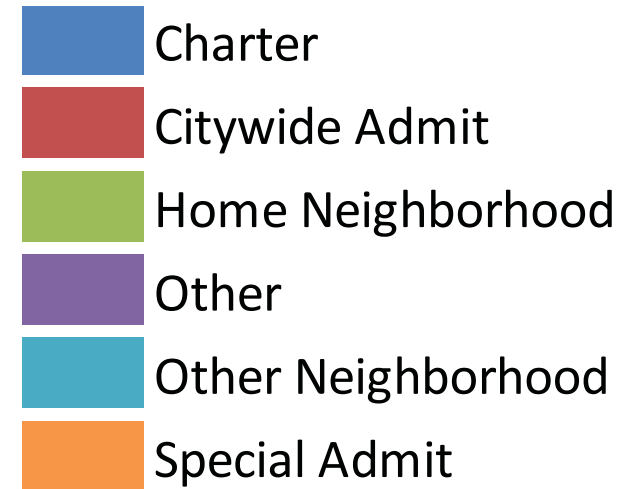 Charter
Citywide Admit
Home Neighborhood
Other
Other Neighborhood
Special Admit